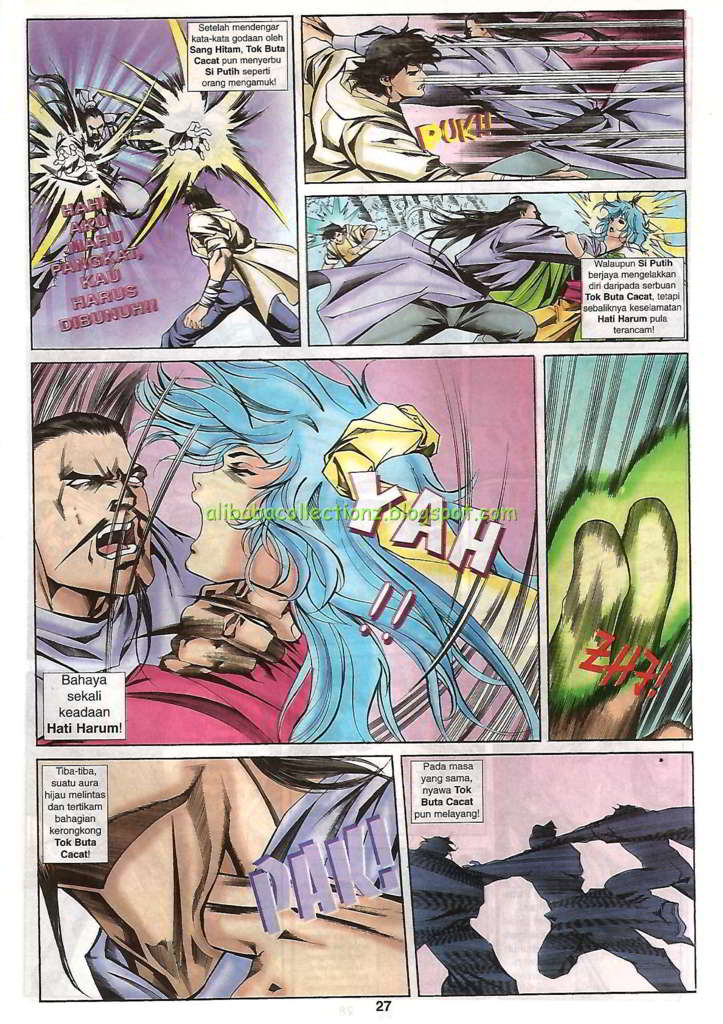 Setelah mendengar
kata-kata godaan oleh
Sang Hitam, Tok Buta
Cacat pun menyerbu
Si Putih seperti
orang mengamuk!
HAH!
AKU
MAHU
PANGKAT,
KAU
HARUS
DIBUNUH!!!
DUK!!
Walaupun Si Putih
berjaya mengelakkan
diri daripada serbuan
Tok Buta Cacat, tetapi
sebaliknya keselamatan
Hati Harum pula
terancam!
YAH
!!
alibabacollectionz.blogspot.com
Bahaya
sekali
keadaan
Hati Harum!
ZHZ!
Tiba-tiba,
suatu aura
hijau melintas
dan tertikam
bahagian
kerongkong
Tok Buta
Cacat!
PAK!
Pada masa
yang sama,
nyawa Tok
Buta Cacat
pun melayang!
27